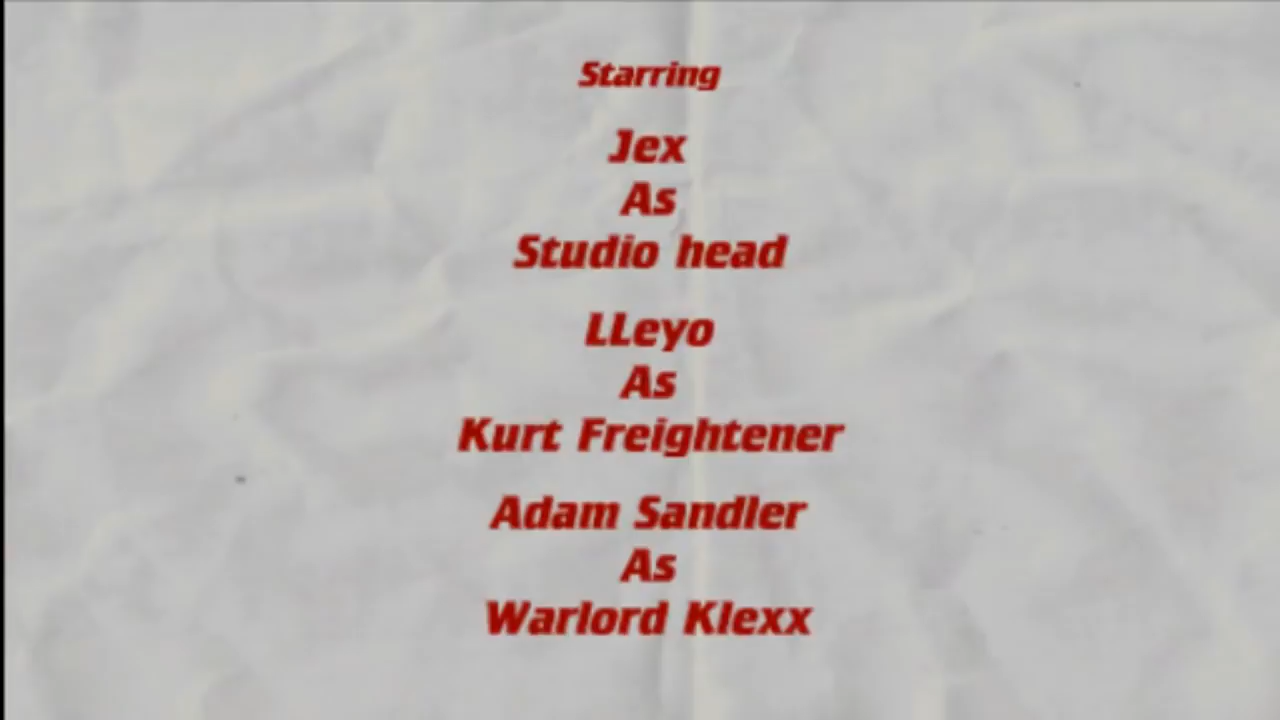 Starring
Jex
As
Studio head
LLeyo
As
Kurt Freightener
Adam Sandler
As
Warlord Klexx